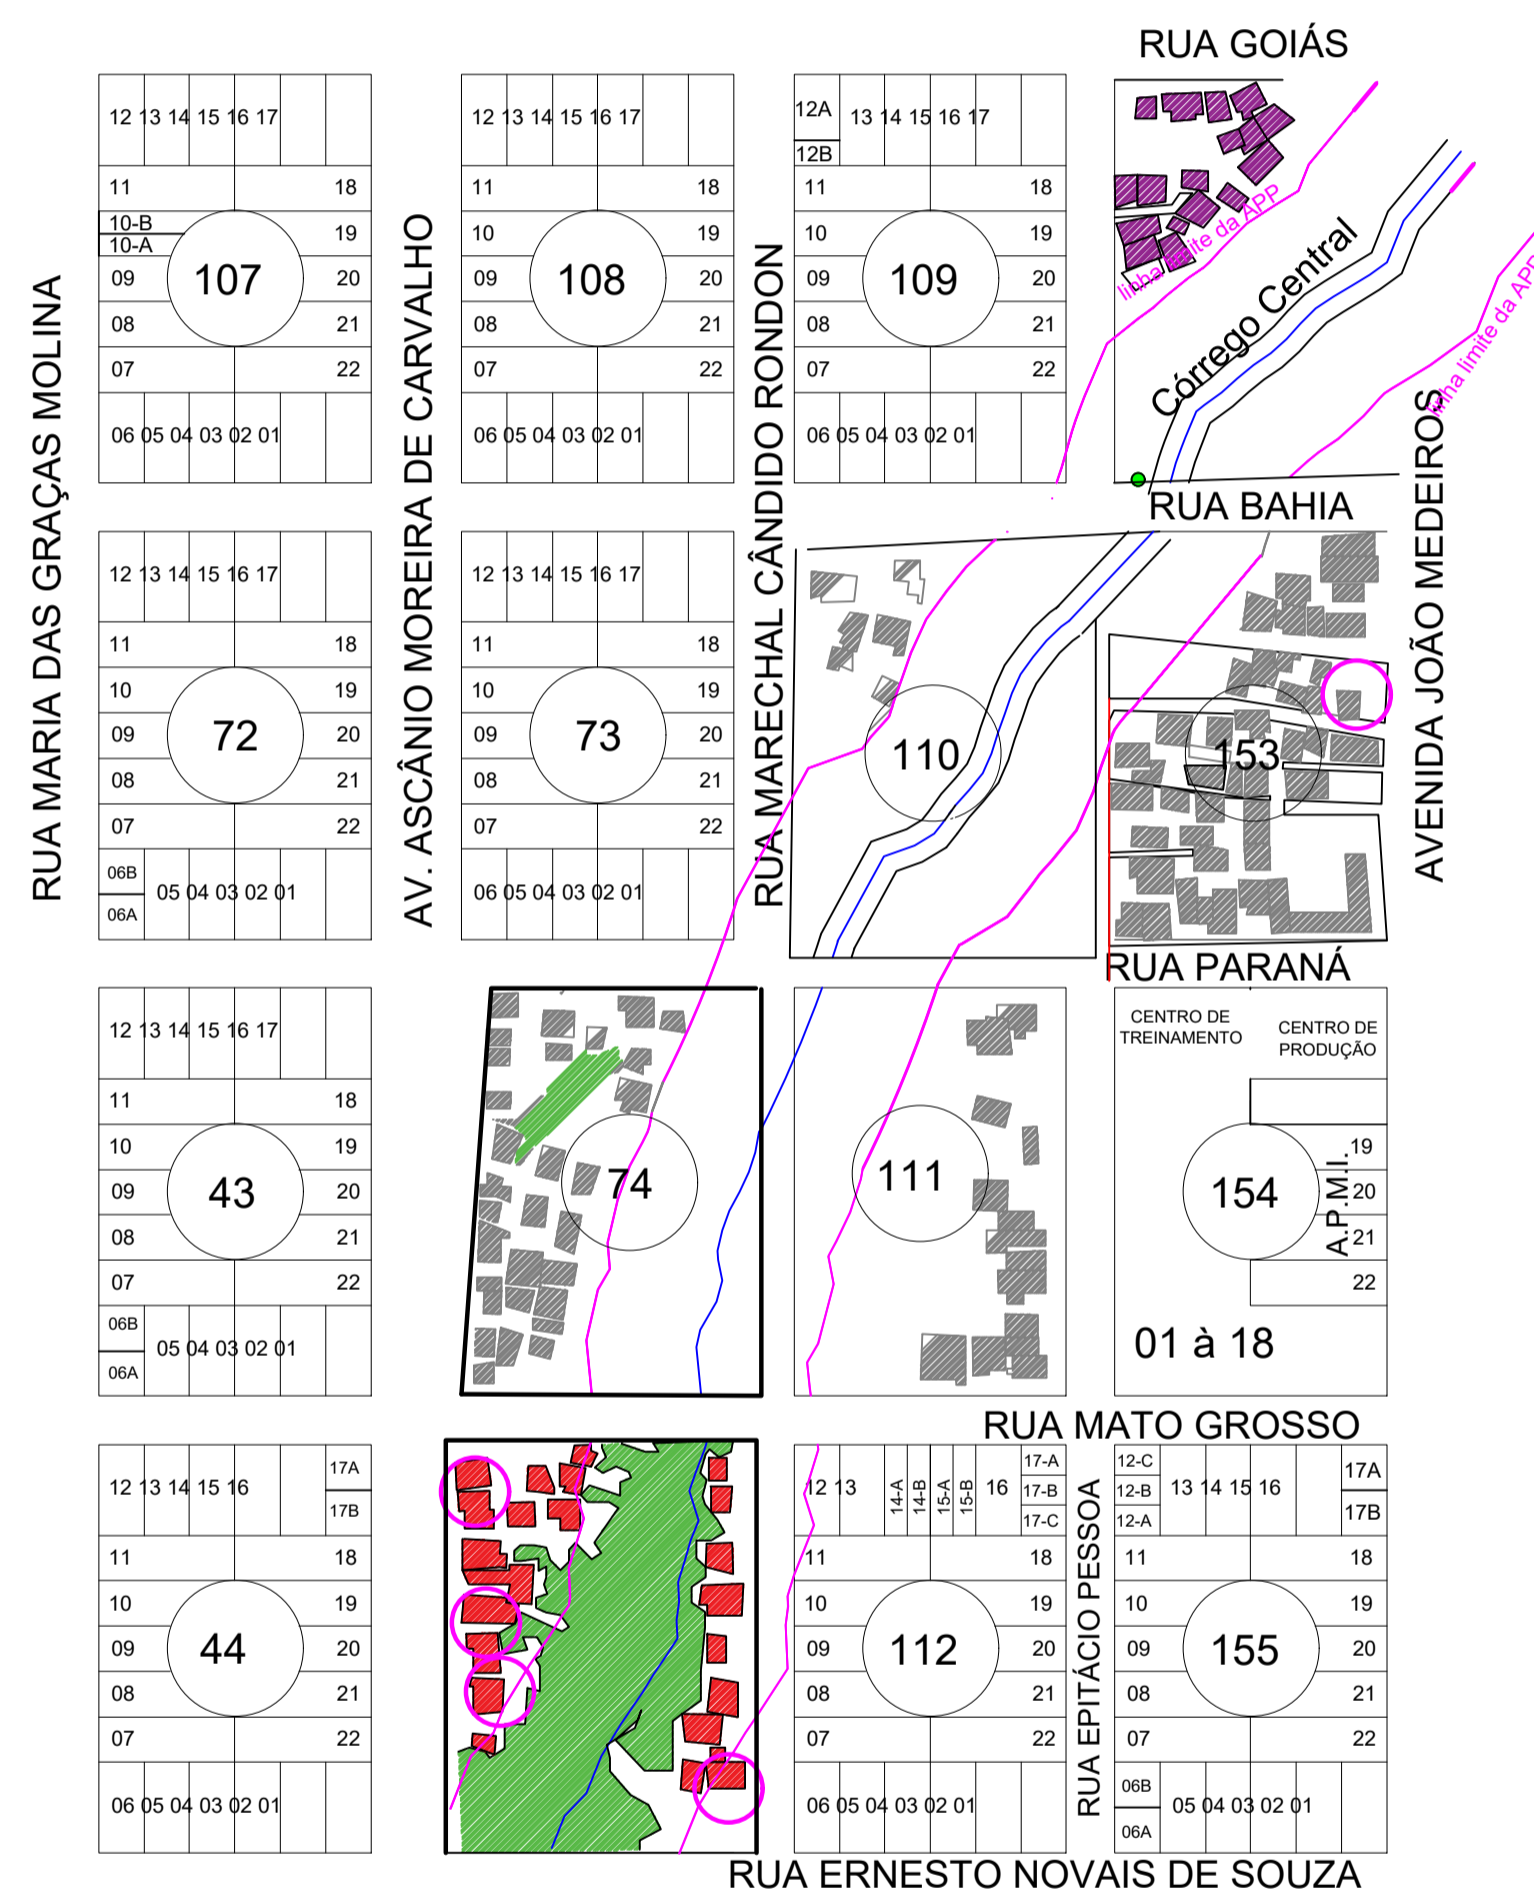 RUA GOIÁS
12 13 14 15 16 17
11
18
10-B
10-A
19
09
107
20
08
21
07
22
06 05 04 03 02 01
12 13 14 15 16 17
11
18
10
19
09
108
20
08
21
07
22
06 05 04 03 02 01
12A
12B
13 14 15 16 17
11
18
10
19
09
109
20
08
21
07
22
06 05 04 03 02 01
linha limite da APP
Córrego Central
linha limite da APP
RUA MARIA DAS GRAÇAS MOLINA
AV. ASCÂNIO MOREIRA DE CARVALHO
RUA MARECHAL CÂNDIDO RONDON
AVENIDA JOÃO MEDEIROS
RUA BAHIA
12 13 14 15 16 17
11
18
10
19
09
72
20
08
21
07
22
06B
06A
05 04 03 02 01
12 13 14 15 16 17
11
18
10
19
09
73
20
08
21
07
22
06 05 04 03 02 01
110
153
RUA PARANÁ
12 13 14 15 16 17
11
18
10
19
09
43
20
08
21
07
22
06B
06A
05 04 03 02 01
74
111
CENTRO DE
TREINAMENTO
CENTRO DE
PRODUÇÃO
154
A.P.M.I.
19
20
21
22
01 à 18
RUA MATO GROSSO
12 13 14 15 16
17A
17B
11
18
10
19
09
44
20
08
21
07
22
06 05 04 03 02 01
12 13
14-A
14-B
15-A
15-B
16
17-A
17-B
17-C
11
18
10
19
09
112
20
08
21
07
22
06 05 04 03 02 01
RUA EPITÁCIO PESSOA
12-C
12-B
12-A
13 14 15 16
17A
17B
11
18
10
19
09
155
20
08
21
07
22
06B
06A
05 04 03 02 01
RUA ERNESTO NOVAIS DE SOUZA